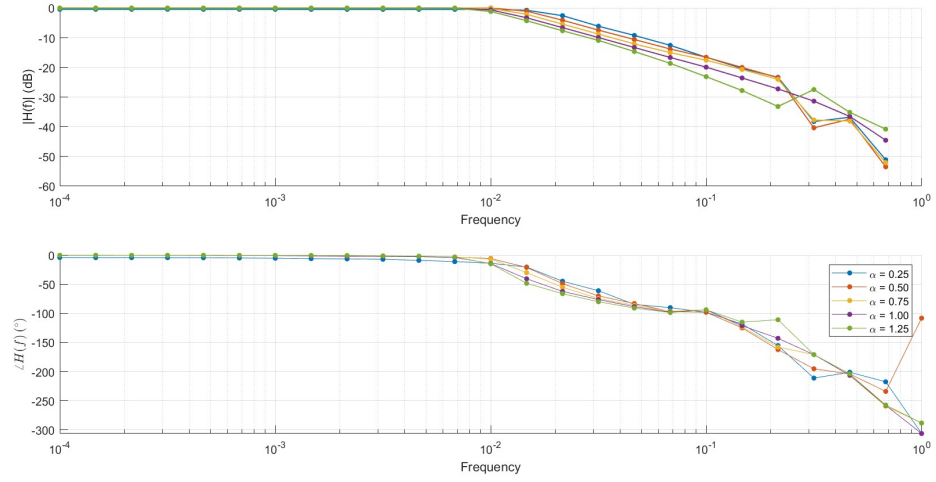 |H(f)| (dB)
0
-10
-20
-30
-40
-50
-60
10^-4
10^-3
10^-2
10^-1
10^0
Frequency
∠H(f) (°)
0
-50
-100
-150
-200
-250
-300
α = 0.25
α = 0.50
α = 0.75
α = 1.00
α = 1.25
10^-4
10^-3
10^-2
10^-1
10^0
Frequency